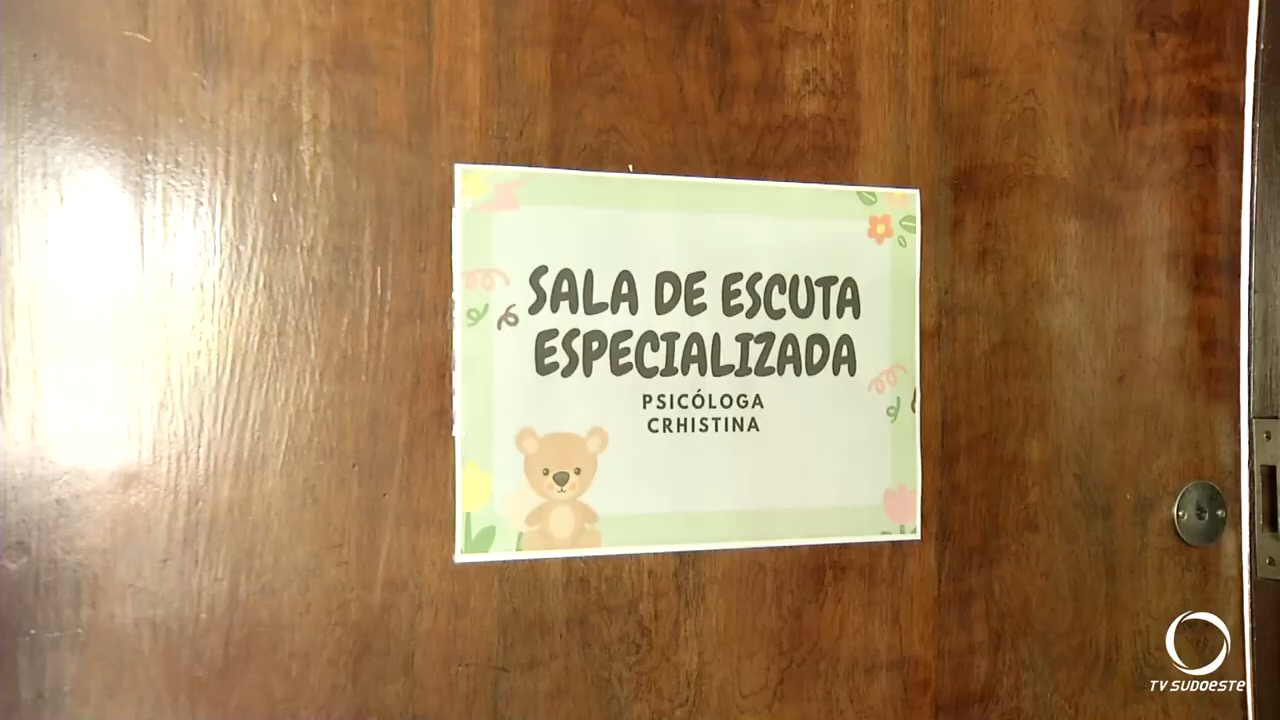 SALA DE ESCUTA
ESPECIALIZADA
PSICÓLOGA
CRHISTINA
TV SUDOESTE